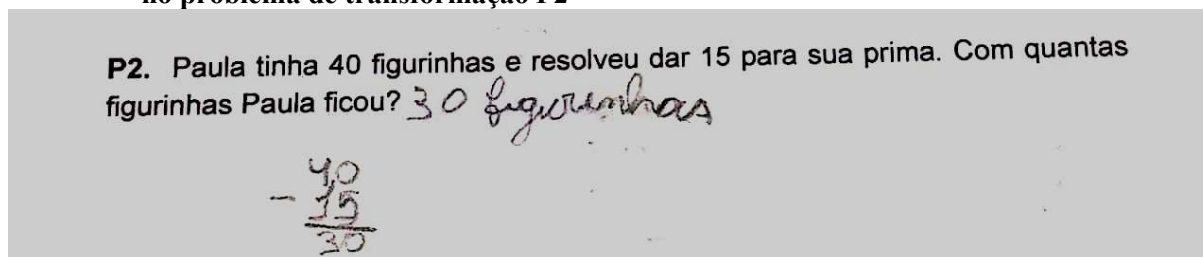 no problema de transformação P2
P2. Paula tinha 40 figurinhas e resolveu dar 15 para sua prima. Com quantas
figurinhas Paula ficou? 30 figurinhas
40
- 15
30